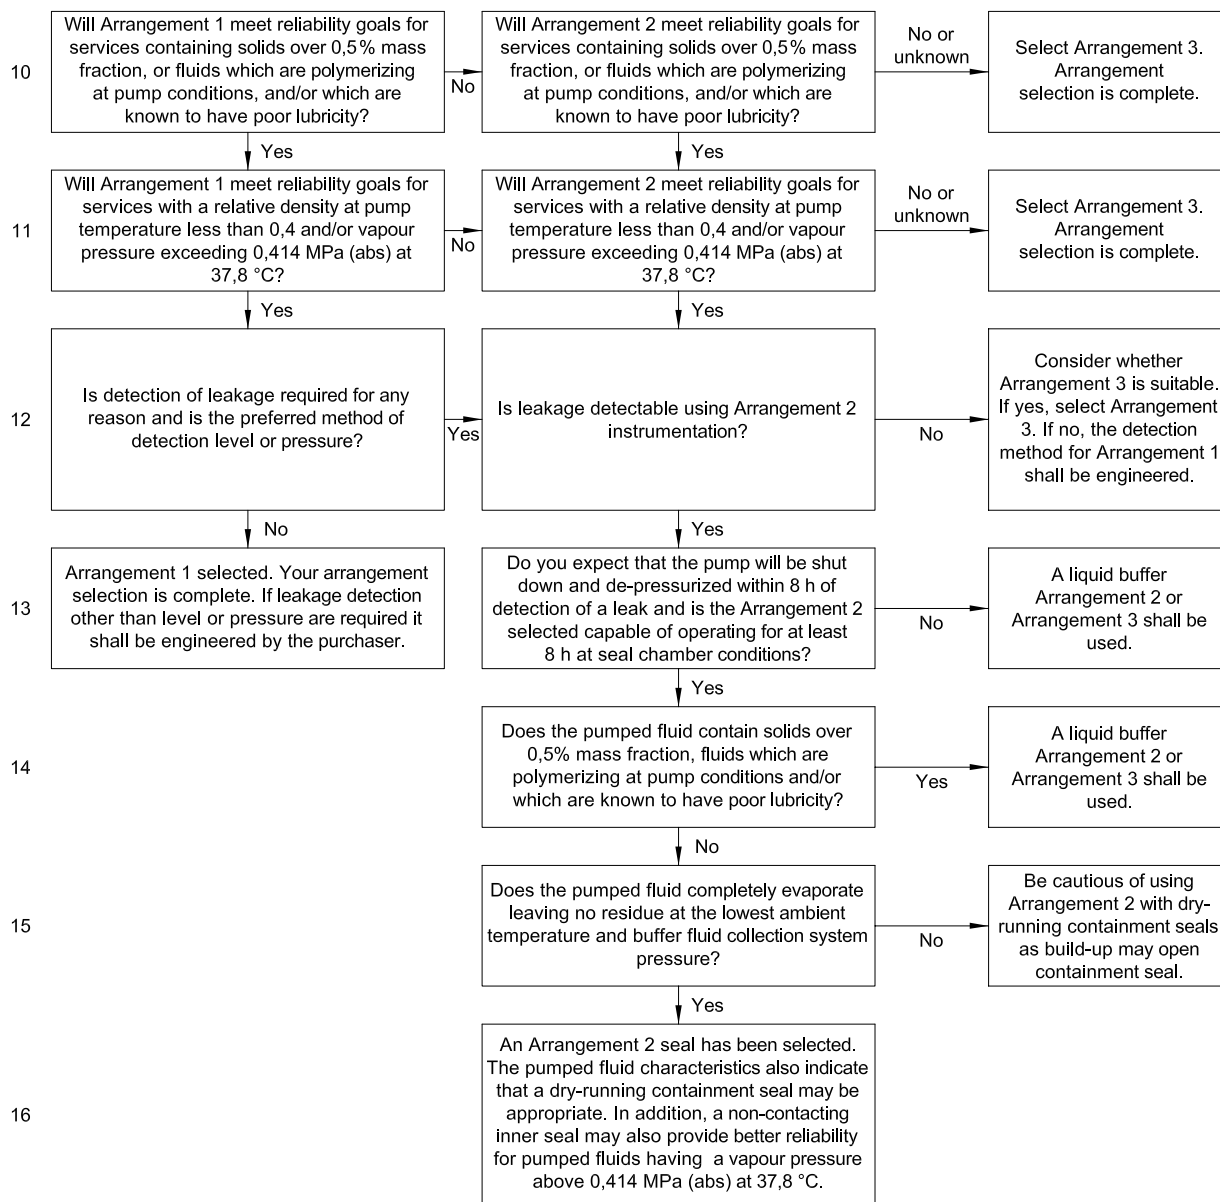 10
Will Arrangement 1 meet reliability goals for
services containing solids over 0,5% mass
fraction, or fluids which are polymerizing
at pump conditions, and/or which are
known to have poor lubricity?
No
Will Arrangement 2 meet reliability goals for
services containing solids over 0,5% mass
fraction, or fluids which are polymerizing
at pump conditions, and/or which are
known to have poor lubricity?
No or
unknown
Select Arrangement 3.
Arrangement
selection is complete.
Yes
Yes
11
Will Arrangement 1 meet reliability goals for
services with a relative density at pump
temperature less than 0,4 and/or vapour
pressure exceeding 0,414 MPa (abs) at
37,8 °C?
No
Will Arrangement 2 meet reliability goals for
services with a relative density at pump
temperature less than 0,4 and/or vapour
pressure exceeding 0,414 MPa (abs) at
37,8 °C?
No or
unknown
Select Arrangement 3.
Arrangement
selection is complete.
Yes
Yes
12
Is detection of leakage required for any
reason and is the preferred method of
detection level or pressure?
Yes
Is leakage detectable using Arrangement 2
instrumentation?
No
Consider whether
Arrangement 3 is suitable.
If yes, select Arrangement
3. If no, the detection
method for Arrangement 1
shall be engineered.
No
Yes
13
Arrangement 1 selected. Your arrangement
selection is complete. If leakage detection
other than level or pressure are required it
shall be engineered by the purchaser.
Do you expect that the pump will be shut
down and de-pressurized within 8 h of
detection of a leak and is the Arrangement 2
selected capable of operating for at least
8 h at seal chamber conditions?
No
A liquid buffer
Arrangement 2 or
Arrangement 3 shall be
used.
Yes
14
Does the pumped fluid contain solids over
0,5% mass fraction, fluids which are
polymerizing at pump conditions and/or
which are known to have poor lubricity?
Yes
A liquid buffer
Arrangement 2 or
Arrangement 3 shall be
used.
No
15
Does the pumped fluid completely evaporate
leaving no residue at the lowest ambient
temperature and buffer fluid collection system
pressure?
No
Be cautious of using
Arrangement 2 with dry-
running containment seals
as build-up may open
containment seal.
Yes
16
An Arrangement 2 seal has been selected.
The pumped fluid characteristics also indicate
that a dry-running containment seal may be
appropriate. In addition, a non-contacting
inner seal may also provide better reliability
for pumped fluids having a vapour pressure
above 0,414 MPa (abs) at 37,8 °C.